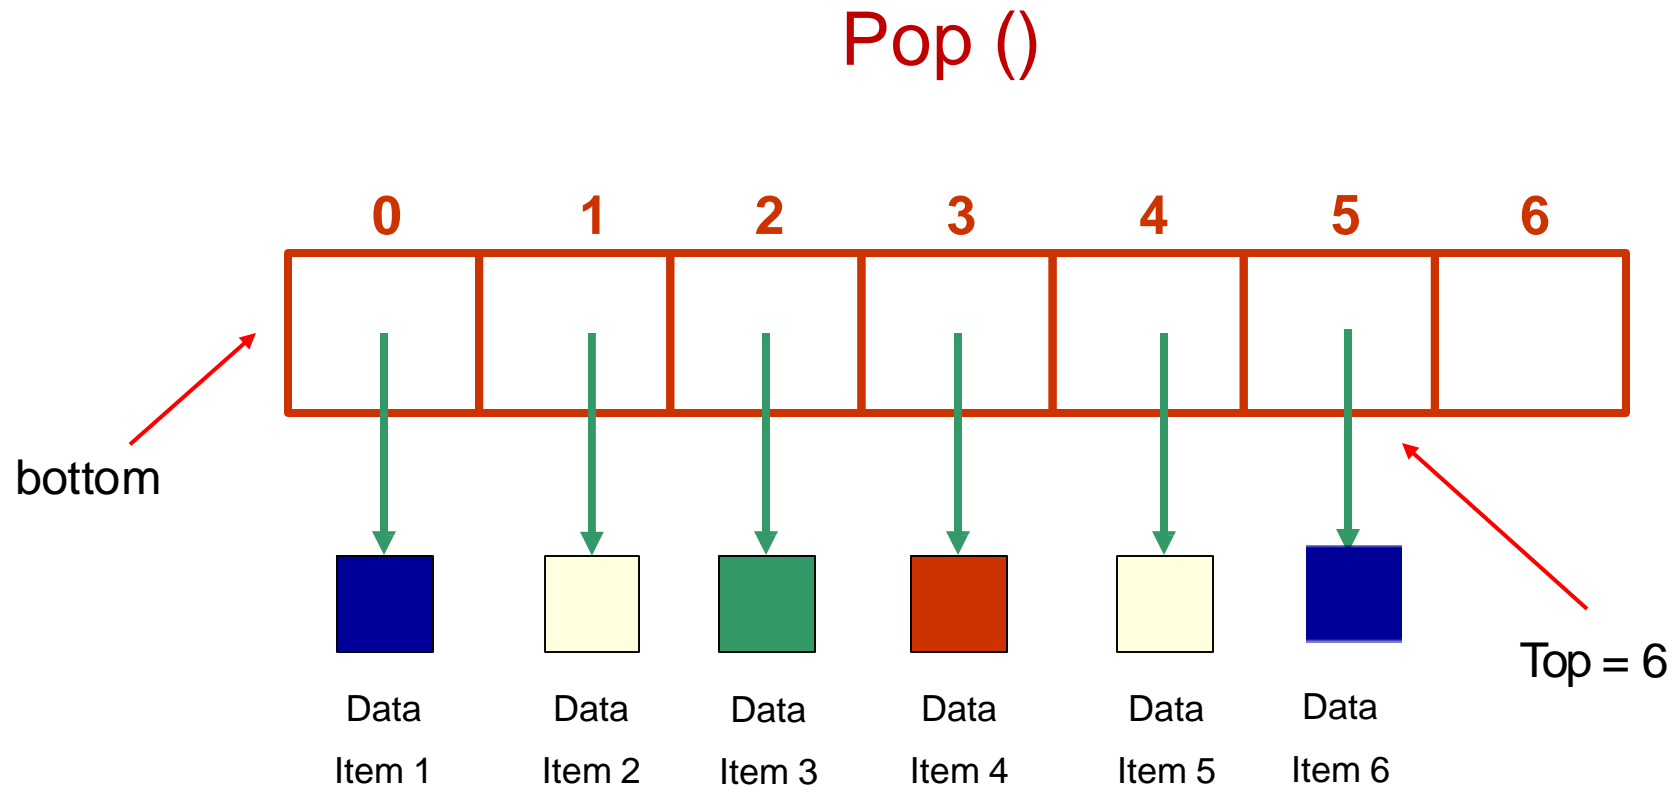 Pop ()
0 1 2 3 4 5 6
bottom
Top = 6
Data Data Data Data Data Data
Item 1 Item 2 Item 3 Item 4 Item 5 Item 6